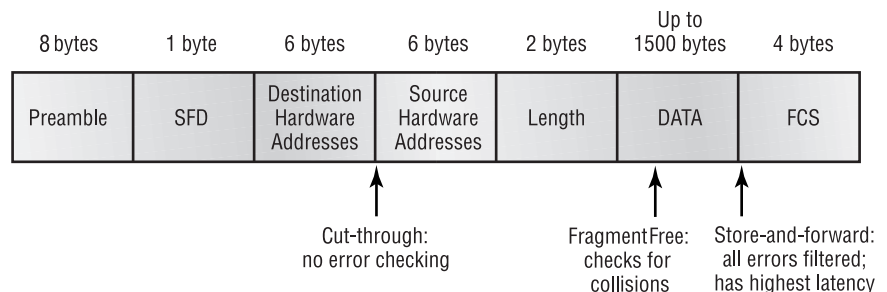 8 bytes
1 byte
6 bytes
6 bytes
2 bytes
Up to
1500 bytes
4 bytes
Preamble
SFD
Destination
Hardware
Addresses
Source
Hardware
Addresses
Length
DATA
FCS
Cut-through:
no error checking
FragmentFree:
checks for
collisions
Store-and-forward:
all errors filtered;
has highest latency